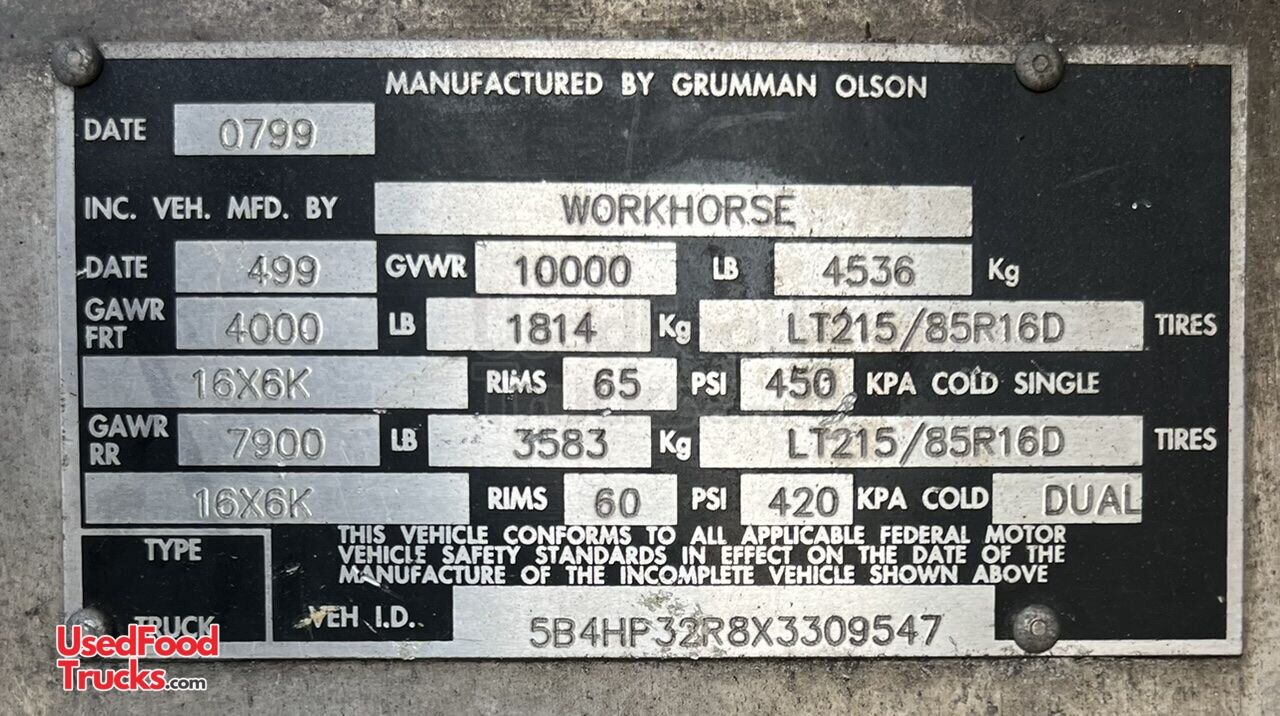 MANUFACTURED BY GRUMMAN OLSON
DATE 0799
INC. VEH. MFD. BY WORKHORSE
DATE 499 GVWR 10000 LB 4536 Kg
GAWR FRT 4000 LB 1814 Kg LT215/85R16D TIRES
16X6K RIMS 65 PSI 450 KPA COLD SINGLE
GAWR RR 7900 LB 3583 Kg LT215/85R16D TIRES
16X6K RIMS 60 PSI 420 KPA COLD DUAL
THIS VEHICLE CONFORMS TO ALL APPLICABLE FEDERAL MOTOR
VEHICLE SAFETY STANDARDS IN EFFECT ON THE DATE OF THE
MANUFACTURE OF THE INCOMPLETE VEHICLE SHOWN ABOVE
TYPE
TRUCK
VEH I.D. 5B4HP32R8X3309547
UsedFood
Trucks.com